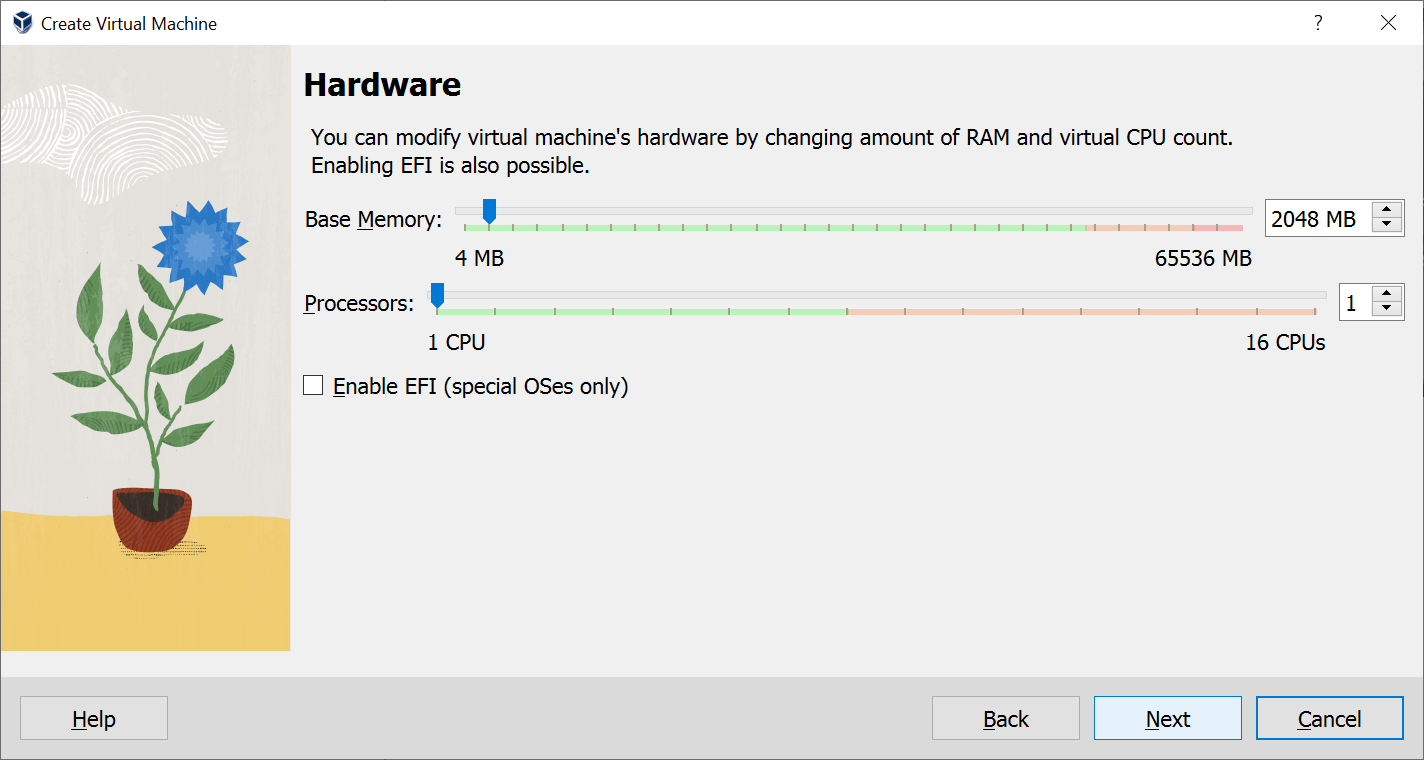 Create Virtual Machine
?
Hardware
You can modify virtual machine's hardware by changing amount of RAM and virtual CPU count.
Enabling EFI is also possible.
Base Memory: 2048 MB
4 MB 65536 MB
Processors: 1
1 CPU 16 CPUs
Enable EFI (special OSes only)
Help Back Next Cancel